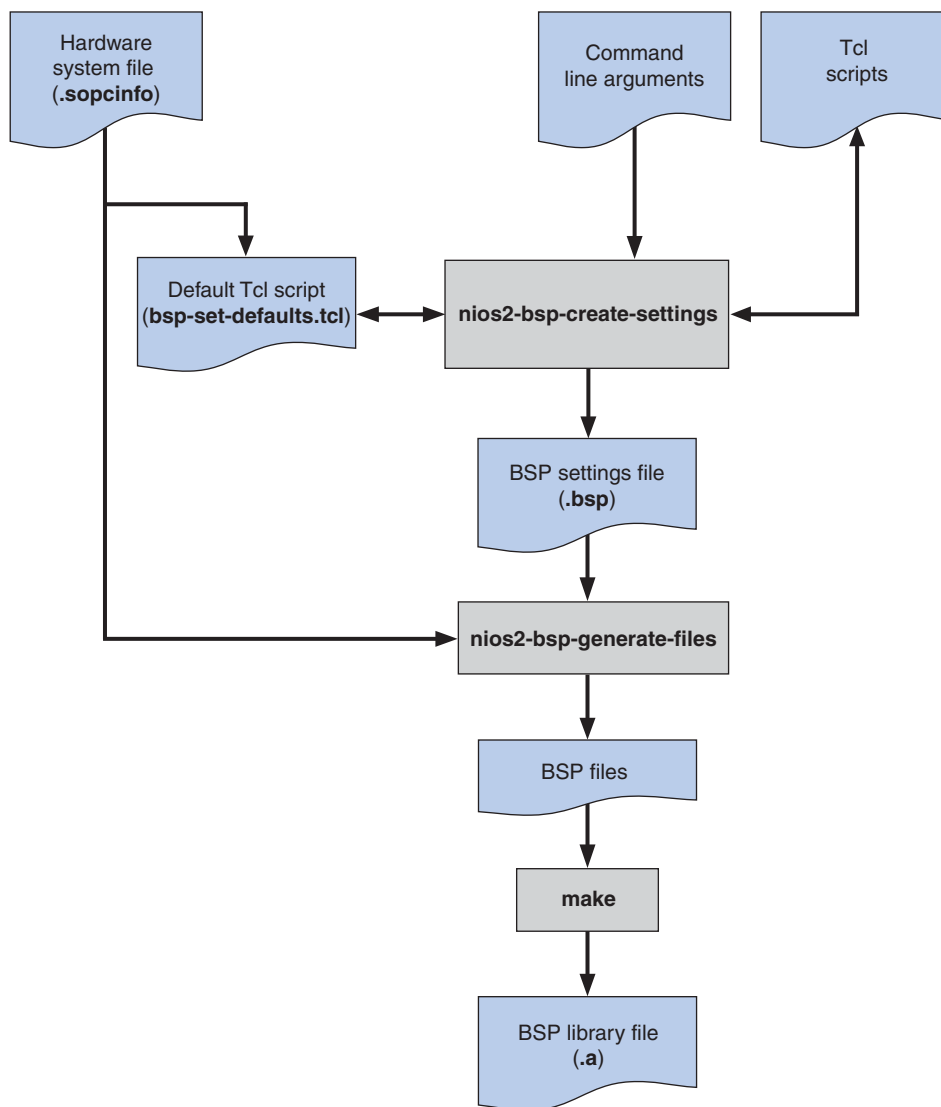 Hardware
system file
(.sopcinfo)
Command
line arguments
Tcl
scripts
Default Tcl script
(bsp-set-defaults.tcl)
nios2-bsp-create-settings
BSP settings file
(.bsp)
nios2-bsp-generate-files
BSP files
make
BSP library file
(.a)